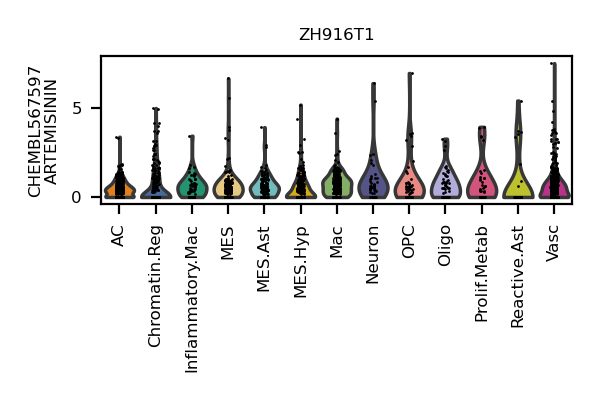 ZH916T1
CHEMBL567597
ARTEMISININ
5
0
AC
Chromatin.Reg
Inflammatory.Mac
MES
MES.Ast
MES.Hyp
Mac
Neuron
OPC
Oligo
Prolif.Metab
Reactive.Ast
Vasc